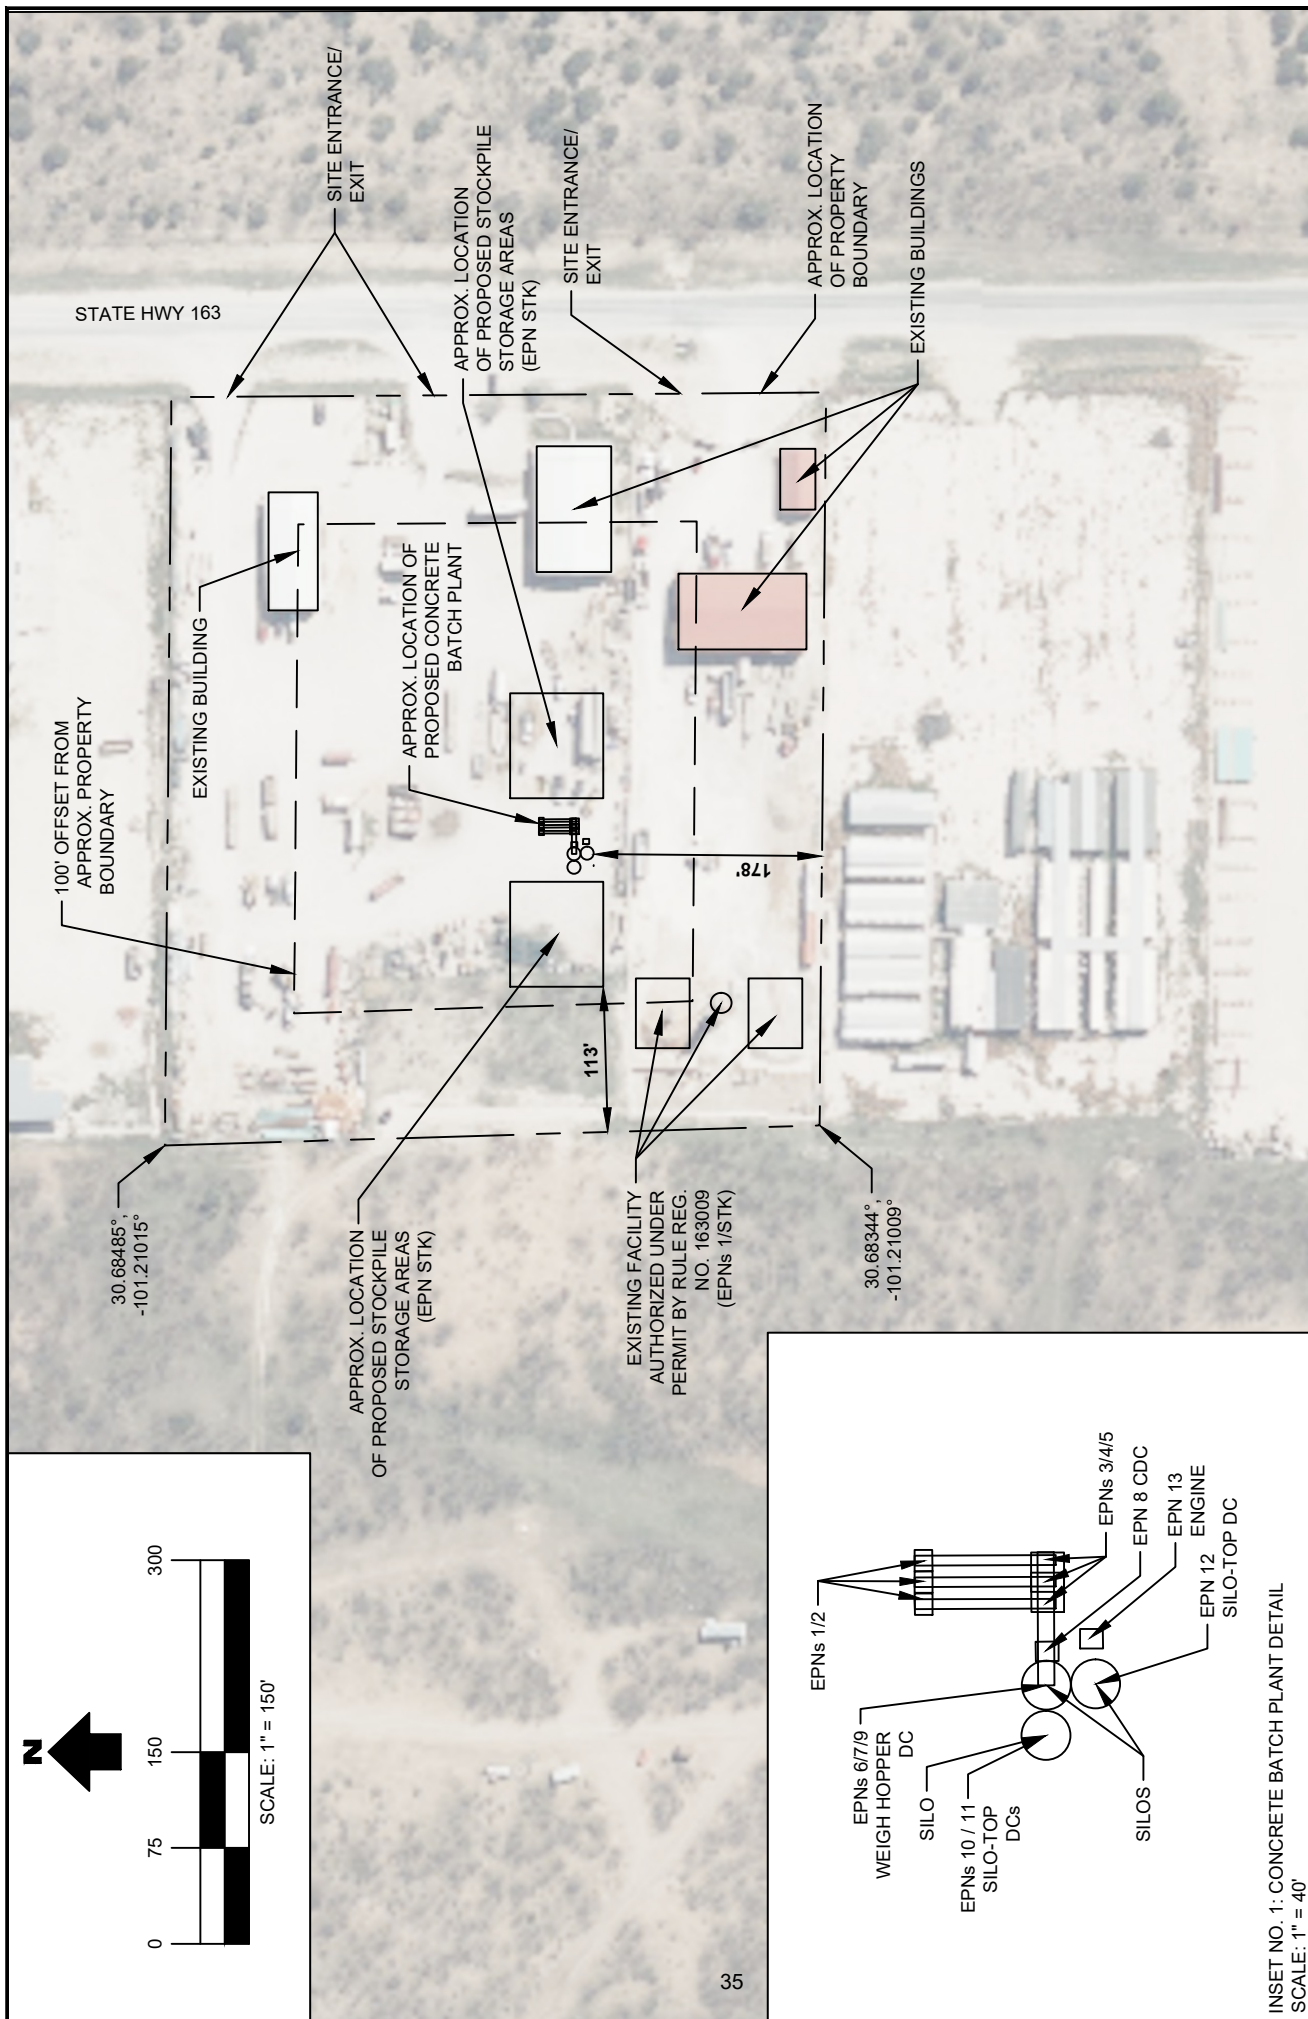 N
0
75
150
300
SCALE: 1" = 150'
30.68485°,
-101.21015°
100' OFFSET FROM
APPROX. PROPERTY
BOUNDARY
STATE HWY 163
EXISTING BUILDING
SITE ENTRANCE/
EXIT
APPROX. LOCATION
OF PROPOSED STOCKPILE
STORAGE AREAS
(EPN STK)
APPROX. LOCATION OF
PROPOSED CONCRETE
BATCH PLANT
APPROX. LOCATION
OF PROPOSED STOCKPILE
STORAGE AREAS
(EPN STK)
SITE ENTRANCE/
EXIT
113'
178'
EXISTING FACILITY
AUTHORIZED UNDER
PERMIT BY RULE REG.
NO. 163009
(EPNs 1/STK)
APPROX. LOCATION
OF PROPERTY
BOUNDARY
EXISTING BUILDINGS
30.68344°,
-101.21009°
35
EPNs 1/2
EPNs 6/7/9
WEIGH HOPPER
DC
SILO
EPNs 10 / 11
SILO-TOP
DCs
EPNs 3/4/5
EPN 8 CDC
EPN 13
ENGINE
EPN 12
SILO-TOP DC
SILOS
INSET NO. 1: CONCRETE BATCH PLANT DETAIL
SCALE: 1" = 40'